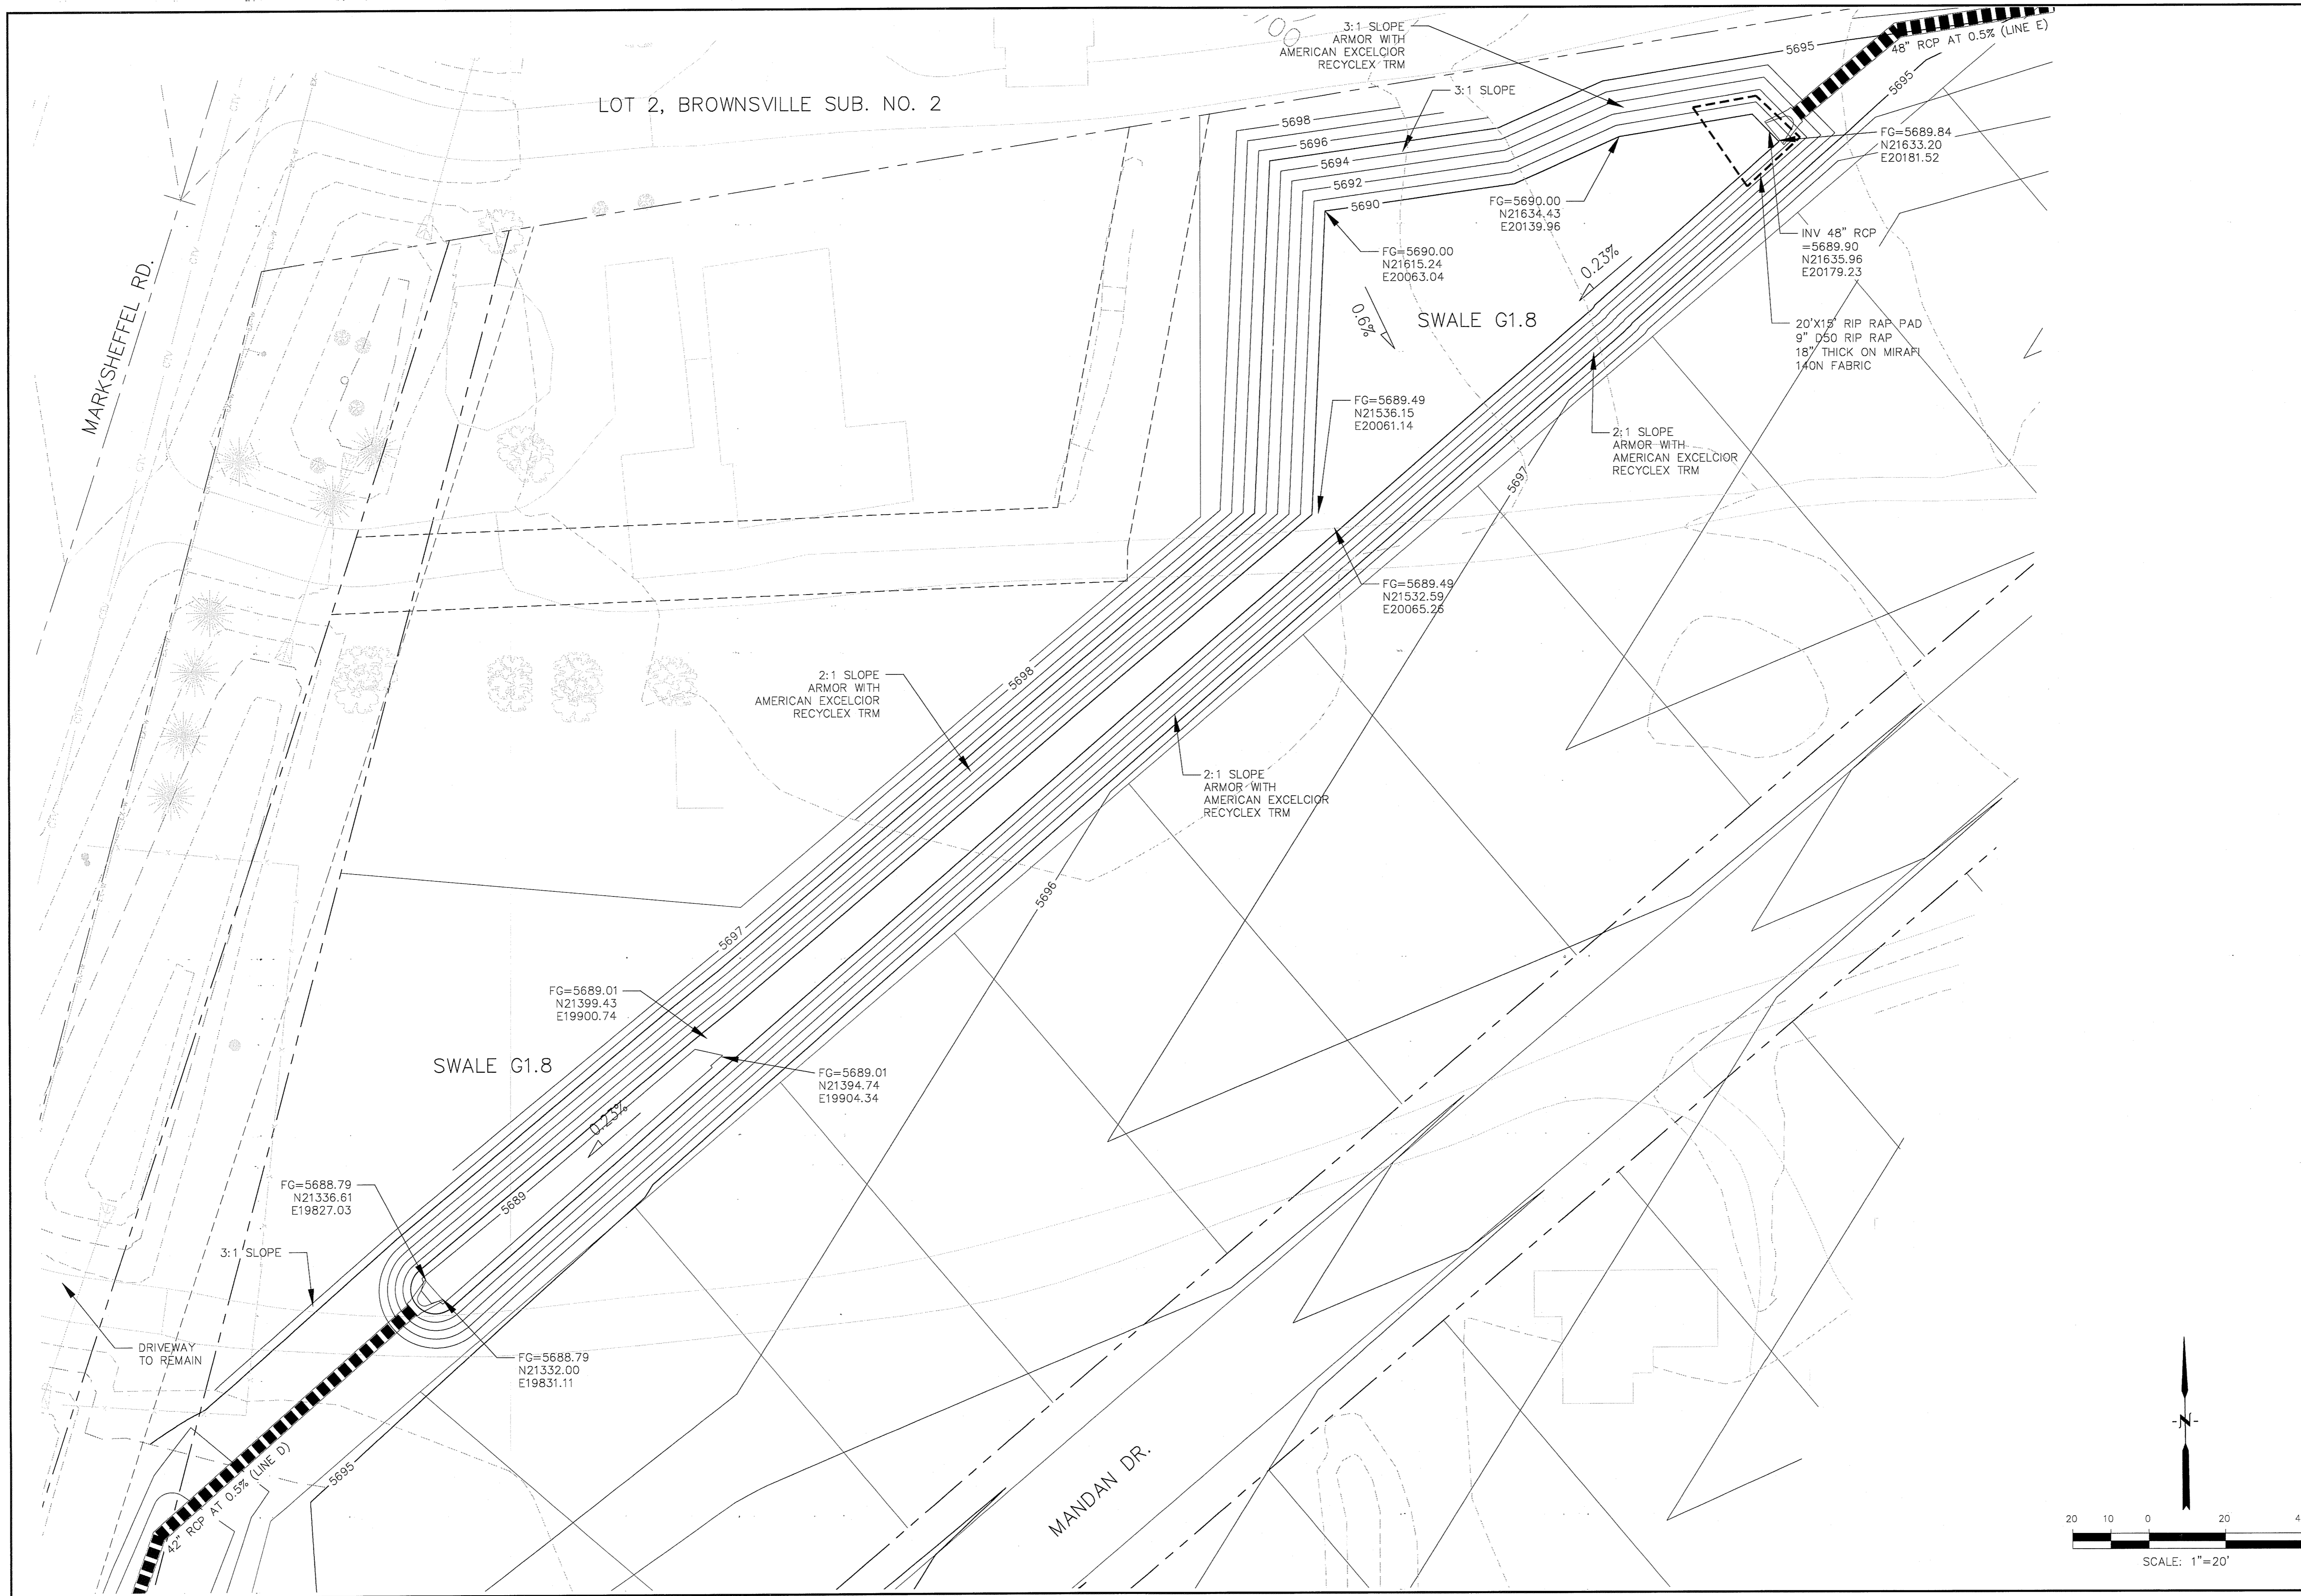 3:1 SLOPE
ARMOR WITH
AMERICAN EXCELCIOR
RECYCLEX TRM
5695
48" RCP AT 0.5% (LINE E)
5695
LOT 2, BROWNSVILLE SUB. NO. 2
3:1 SLOPE
5698
5696
5694
5692
5690
FG=5689.84
N21633.20
E20181.52
FG=5690.00
N21634.43
E20139.96
INV 48" RCP
=5689.90
N21635.96
E20179.23
FG=5690.00
N21615.24
E20063.04
0.23%
0.6%
SWALE G1.8
20'X15' RIP RAP PAD
9" D50 RIP RAP
18" THICK ON MIRAFI
140N FABRIC
MARKSHEFFEL RD.
FG=5689.49
N21536.15
E20061.14
2:1 SLOPE
ARMOR WITH
AMERICAN EXCELCIOR
RECYCLEX TRM
5697
FG=5689.49
N21532.59
E20065.26
5698
2:1 SLOPE
ARMOR WITH
AMERICAN EXCELCIOR
RECYCLEX TRM
2:1 SLOPE
ARMOR WITH
AMERICAN EXCELCIOR
RECYCLEX TRM
5696
5697
FG=5689.01
N21399.43
E19900.74
SWALE G1.8
FG=5689.01
N21394.74
E19904.34
0.23%
FG=5688.79
N21336.61
E19827.03
5689
3:1 SLOPE
DRIVEWAY
TO REMAIN
FG=5688.79
N21332.00
E19831.11
5695
42" RCP AT 0.5% (LINE D)
MANDAN DR.
N
20 10 0 20
SCALE: 1"=20'